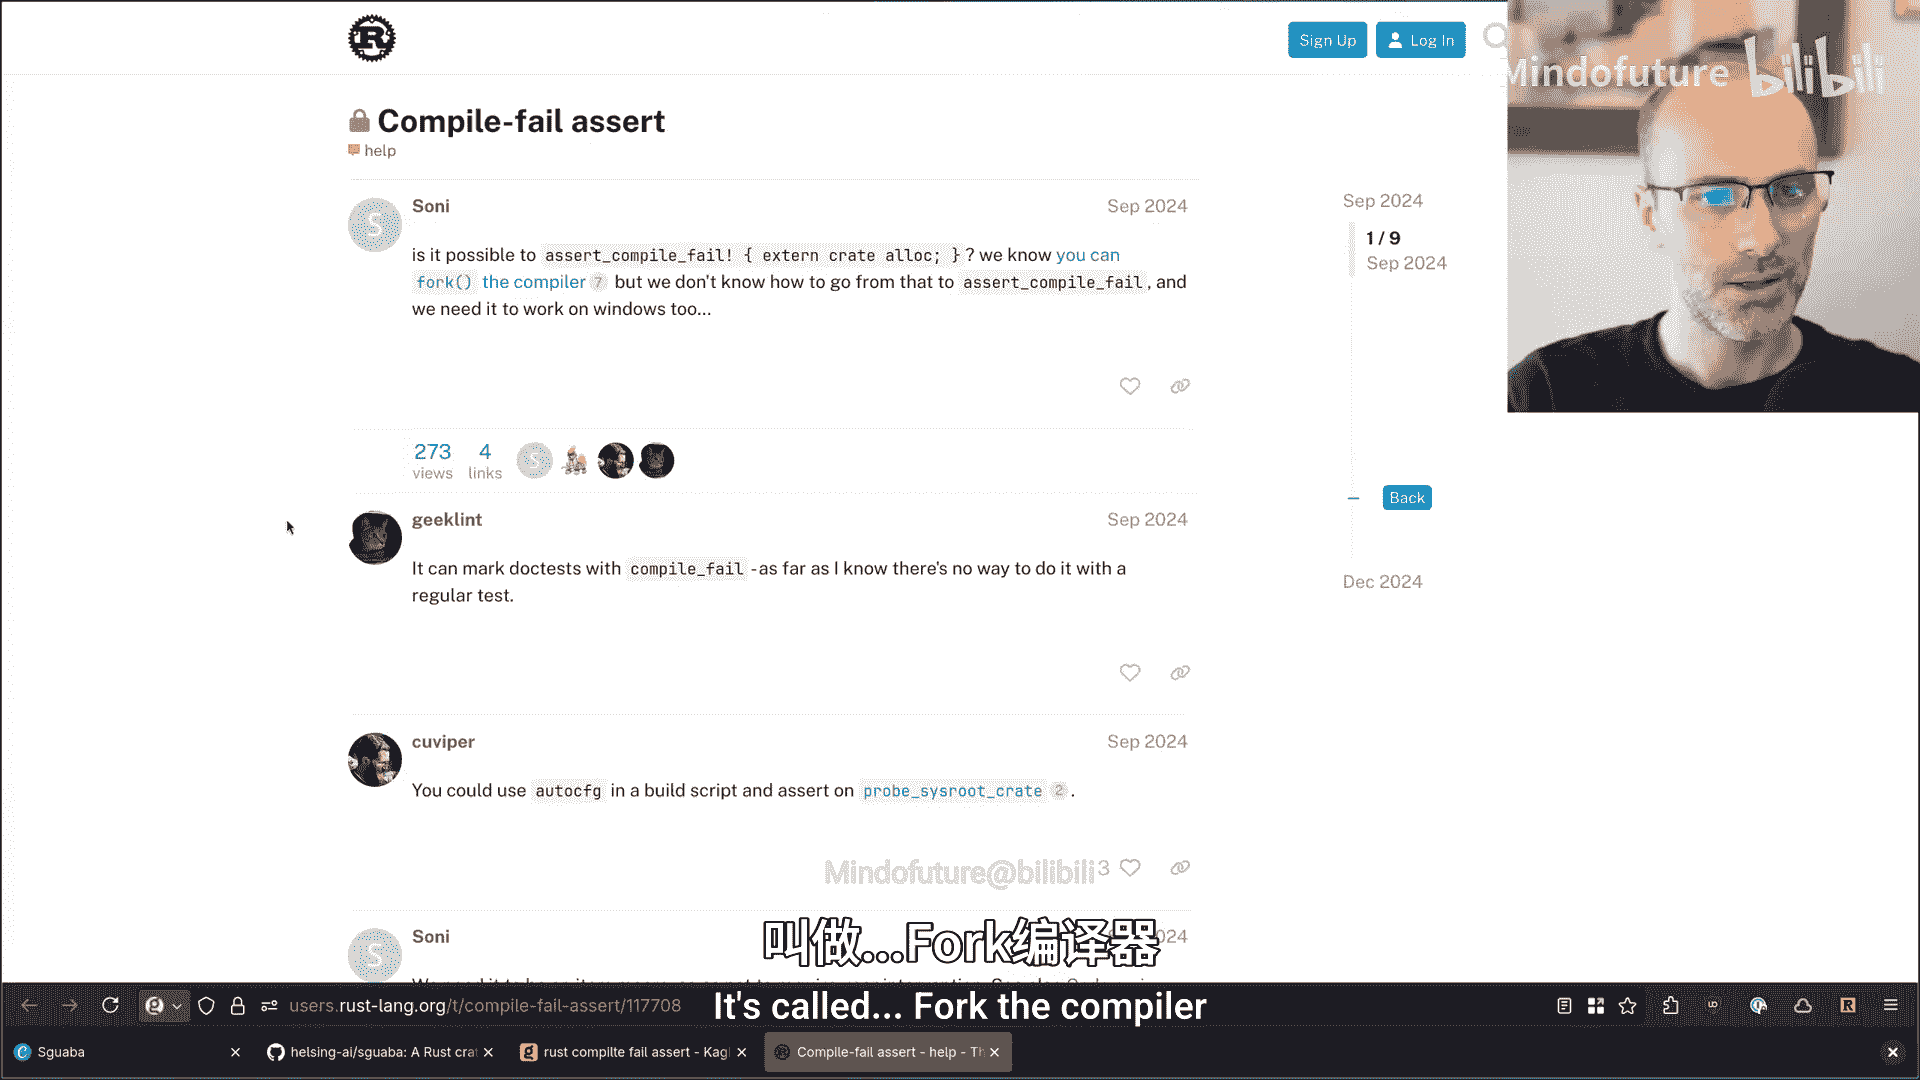 Sign Up
Log In
Mindofuture bilibili
Compile-fail assert
help
Soni
Sep 2024
is it possible to assert_compile_fail! { extern crate alloc; } ? we know you can
fork() the compiler 7 but we don't know how to go from that to assert_compile_fail, and
we need it to work on windows too...
Sep 2024
1 / 9
Sep 2024
Back
Dec 2024
273
views
4
links
geeklint
Sep 2024
It can mark doctests with compile_fail - as far as I know there's no way to do it with a
regular test.
cuviper
Sep 2024
You could use autocfg in a build script and assert on probe_sysroot_crate 2 .
Mindofuture@bilibili
3
Soni
叫做...Fork编译器
users.rust-lang.org/t/compile-fail-assert/117708
It's called... Fork the compiler
Sguaba
helsing-ai/sguaba: A Rust crat
rust compilte fail assert - Kag
Compile-fail assert - help - Th